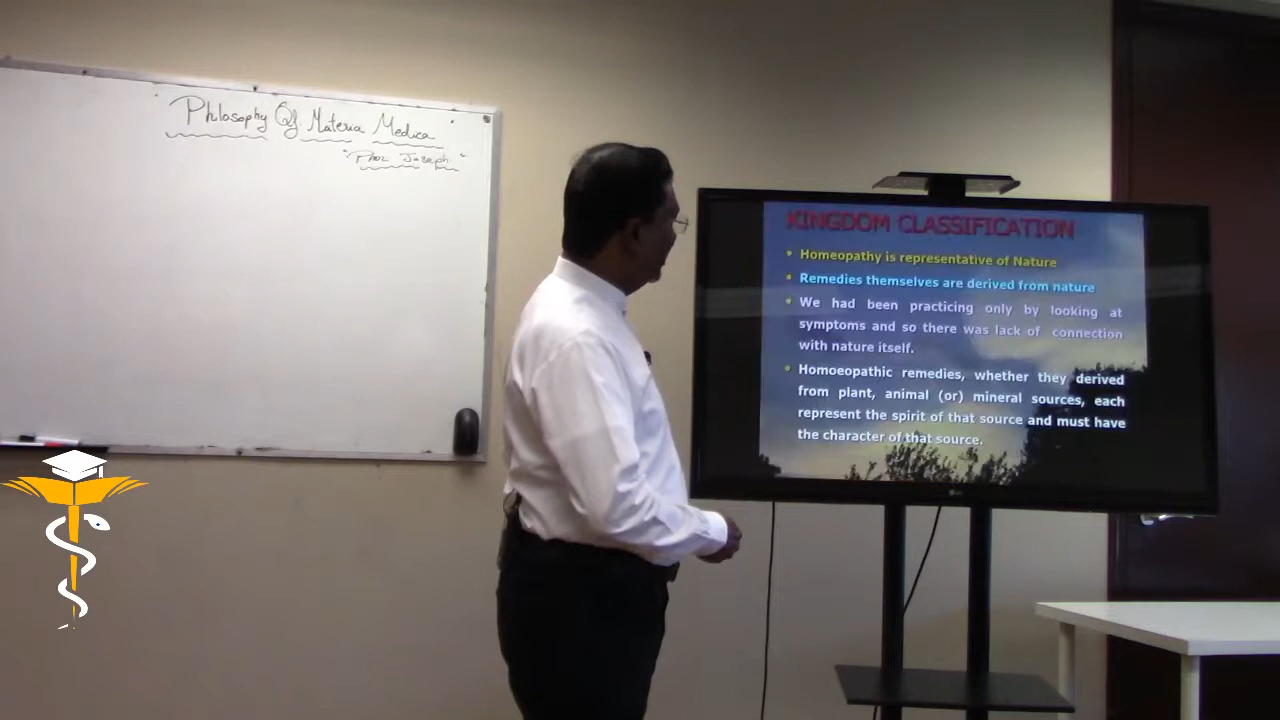 Philosophy Of Materia Medica
"Prof Joseph"
KINGDOM CLASSIFICATION
• Homeopathy is representative of Nature
• Remedies themselves are derived from nature
• We had been practicing only by looking at
symptoms and so there was lack of connection
with nature itself.
• Homoeopathic remedies, whether they derived
from plant, animal (or) mineral sources, each
represent the spirit of that source and must have
the character of that source.
LG